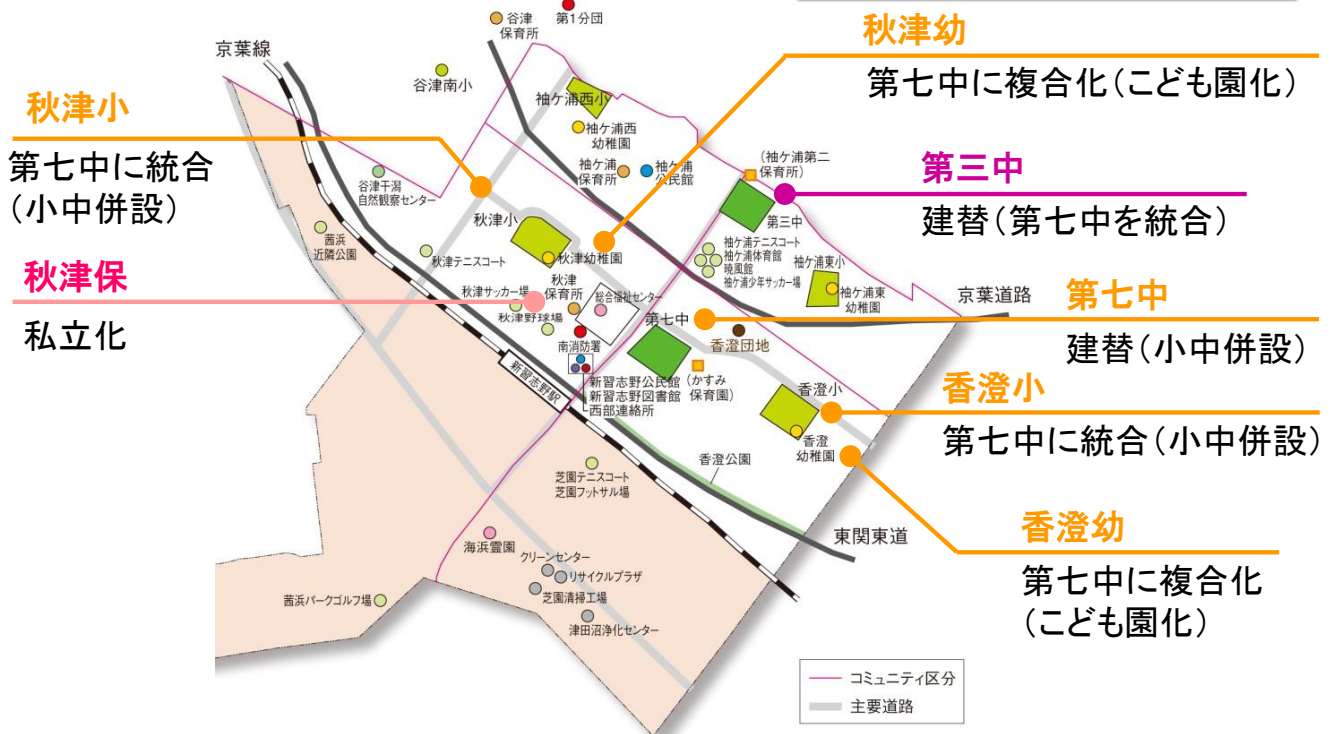 谷津
保育所
第1分団
京葉線
谷津南小
秋津幼
第七中に複合化（こども園化）
秋津小
第七中に統合
（小中併設）
袖ケ浦西小
袖ケ浦西
幼稚園
袖ケ浦
保育所
袖ケ浦
公民館
（袖ケ浦第二
保育所）
第三中
建替（第七中を統合）
第三中
谷津干潟
自然観察センター
秋津小
茜浜
近隣公園
秋津テニスコート
秋津幼稚園
袖ケ浦テニスコート
袖ケ浦体育館
暁風館
袖ケ浦少年サッカー場
袖ケ浦東小
袖ケ浦東
幼稚園
京葉道路
秋津保
私立化
秋津
保育所
総合福祉センター
秋津サッカー場
秋津野球場
第七中
香澄団地
第七中
建替（小中併設）
南消防署
新習志野駅
新習志野公民館
新習志野図書館
西部連絡所
（かすみ
保育園）
香澄小
香澄
幼稚園
香澄小
第七中に統合（小中併設）
香澄公園
芝園テニスコート
芝園フットサル場
東関東道
香澄幼
第七中に複合化
（こども園化）
海浜霊園
クリーンセンター
リサイクルプラザ
芝園清掃工場
津田沼浄化センター
茜浜パークゴルフ場
コミュニティ区分
主要道路